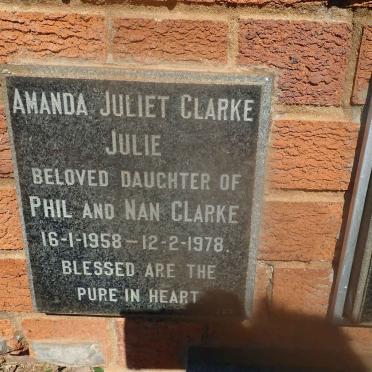 AMANDA JULIET CLARKE
JULIE
BELOVED DAUGHTER OF
PHIL AND NAN CLARKE
16-1-1958-12-2-1978.
BLESSED ARE THE
PURE IN HEART